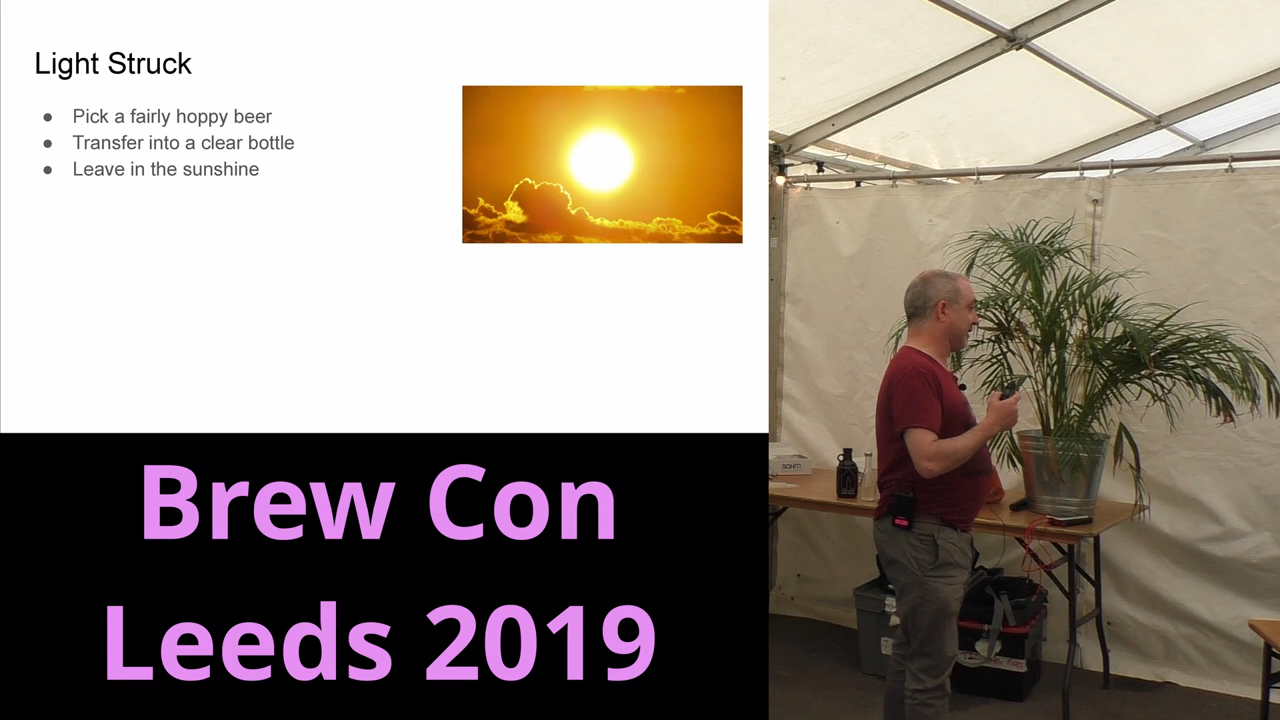 Light Struck
● Pick a fairly hoppy beer
● Transfer into a clear bottle
● Leave in the sunshine
Brew Con
Leeds 2019